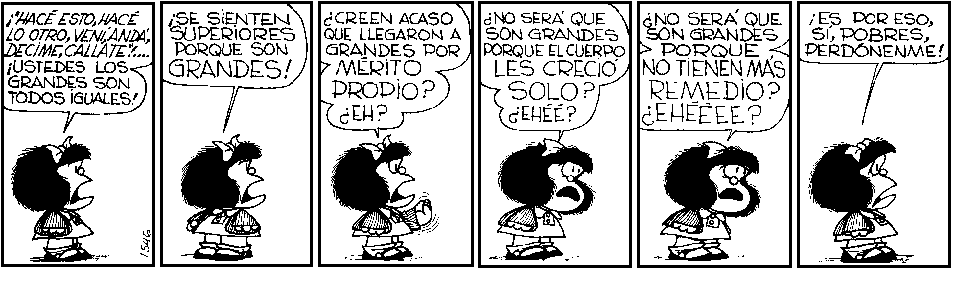 ¡"HACÉ ESTO, HACÉ
LO OTRO, VENÍ, ANDÁ,
DECIME, CALLATE"!....
¡USTEDES LOS
GRANDES SON
TODOS IGUALES!
1546
¡SE SIENTEN
SUPERIORES
PORQUE SON
GRANDES!
¿CREEN ACASO
QUE LLEGARON A
GRANDES POR
MÉRITO
PROPIO?
¿EH?
¿NO SERÁ QUE
SON GRANDES
PORQUE EL CUERPO
LES CRECIÓ
SOLO?
¿EHÉÉ?
¿NO SERÁ QUE
SON GRANDES
PORQUE
NO TIENEN MÁS
REMEDIO?
¿EHÉÉÉE?
¡ES POR ESO,
SÍ, POBRES,
PERDÓNENME!